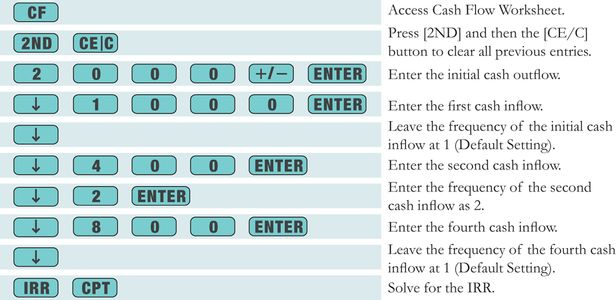 CF Access Cash Flow Worksheet.
2ND CE|C Press [2ND] and then the [CE/C]
button to clear all previous entries.
2 0 0 0 +/− ENTER Enter the initial cash outflow.
↓ 1 0 0 0 ENTER Enter the first cash inflow.
↓ Leave the frequency of the initial cash
inflow at 1 (Default Setting).
↓ 4 0 0 ENTER Enter the second cash inflow.
↓ 2 ENTER Enter the frequency of the second
cash inflow as 2.
↓ 8 0 0 ENTER Enter the fourth cash inflow.
↓ Leave the frequency of the fourth cash
inflow at 1 (Default Setting).
IRR CPT Solve for the IRR.